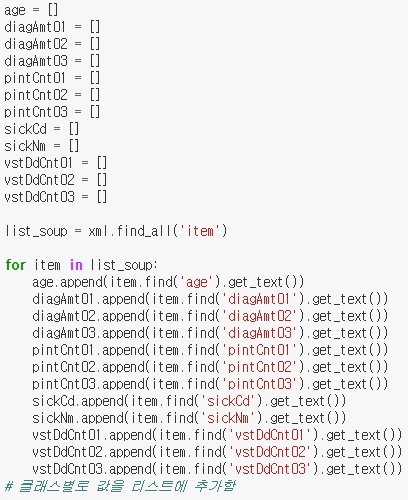 age = []
diagAmt01 = []
diagAmt02 = []
diagAmt03 = []
pintCnt01 = []
pintCnt02 = []
pintCnt03 = []
sickCd = []
sickNm = []
vstDdCnt01 = []
vstDdCnt02 = []
vstDdCnt03 = []
list_soup = xml.find_all('item')
for item in list_soup:
age.append(item.find('age').get_text())
diagAmt01.append(item.find('diagAmt01').get_text())
diagAmt02.append(item.find('diagAmt02').get_text())
diagAmt03.append(item.find('diagAmt03').get_text())
pintCnt01.append(item.find('pintCnt01').get_text())
pintCnt02.append(item.find('pintCnt02').get_text())
pintCnt03.append(item.find('pintCnt03').get_text())
sickCd.append(item.find('sickCd').get_text())
sickNm.append(item.find('sickNm').get_text())
vstDdCnt01.append(item.find('vstDdCnt01').get_text())
vstDdCnt02.append(item.find('vstDdCnt02').get_text())
vstDdCnt03.append(item.find('vstDdCnt03').get_text())
# 클래스별로 값을 리스트에 추가함